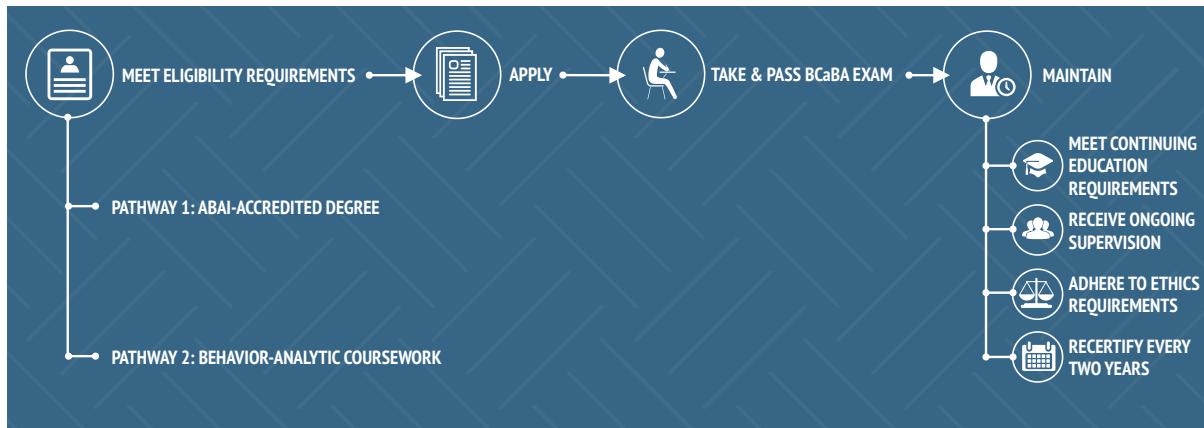 MEET ELIGIBILITY REQUIREMENTS
APPLY
TAKE & PASS BCaBA EXAM
MAINTAIN
PATHWAY 1: ABAI-ACCREDITED DEGREE
PATHWAY 2: BEHAVIOR-ANALYTIC COURSEWORK
MEET CONTINUING
EDUCATION
REQUIREMENTS
RECEIVE ONGOING
SUPERVISION
ADHERE TO ETHICS
REQUIREMENTS
RECERTIFY EVERY
TWO YEARS